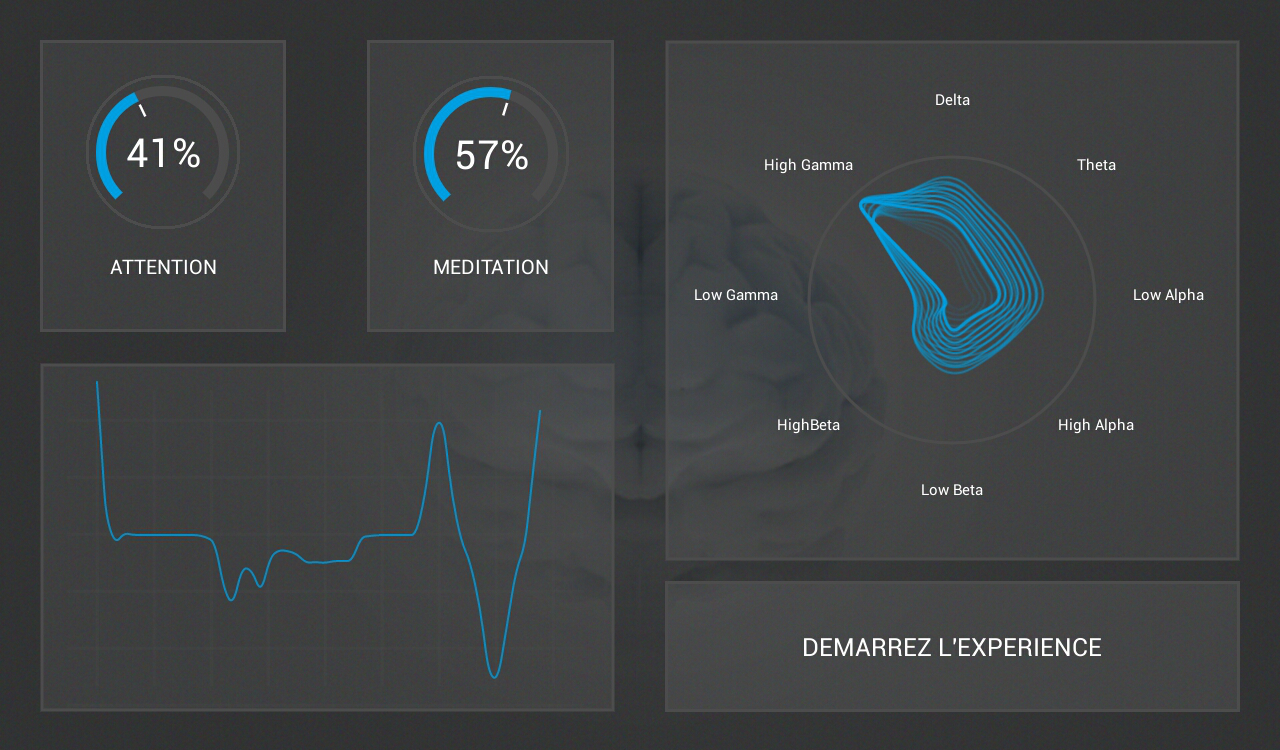 41%
ATTENTION
57%
MEDITATION
Delta
High Gamma
Theta
Low Gamma
Low Alpha
HighBeta
High Alpha
Low Beta
DEMARREZ L'EXPERIENCE